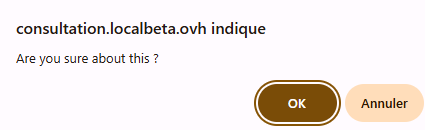 consultation.localbeta.ovh indique
Are you sure about this ?
OK Annuler